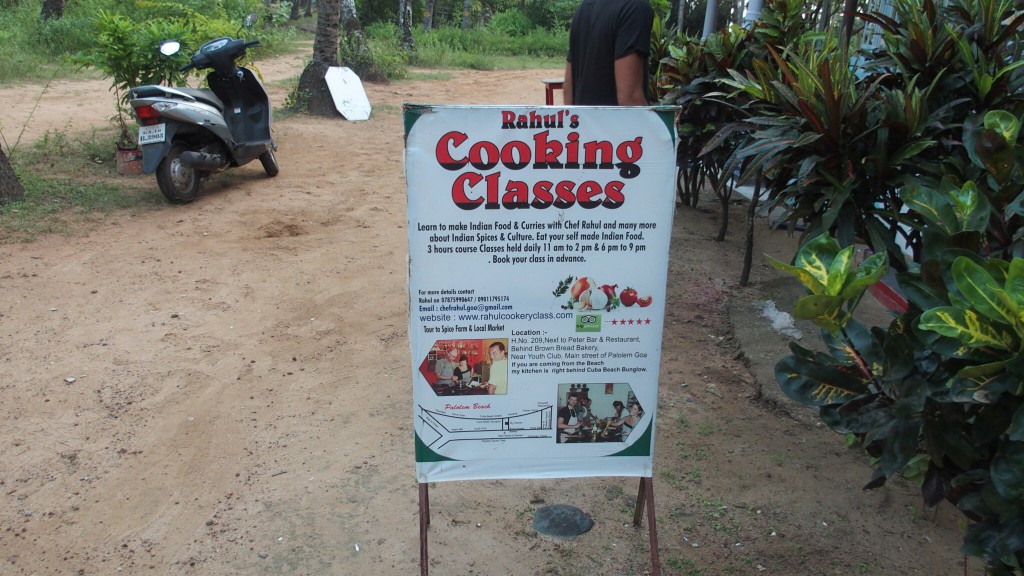 Rahul's
Cooking
Classes
Learn to make Indian Food & Curries with Chef Rahul and many more
about Indian Spices & Culture. Eat your self made Indian Food.
3 hours course Classes held daily 11 am to 2 pm & 6 pm to 9 pm
. Book your class in advance.
For more details contact
Rahul on 07875990647 / 09011795174
Email : chefrahul.goa@gmail.com
website : www.rahulcookeryclass.com
Tour to Spice Farm & Local Market
Location :-
H.No. 209,Next to Peter Bar & Restaurant,
Behind Brown Bread Bakery,
Near Youth Club, Main street of Palolem Goa
If you are coming from the Beach
my kitchen is right behind Cuba Beach Bunglow.
Palolem Beach